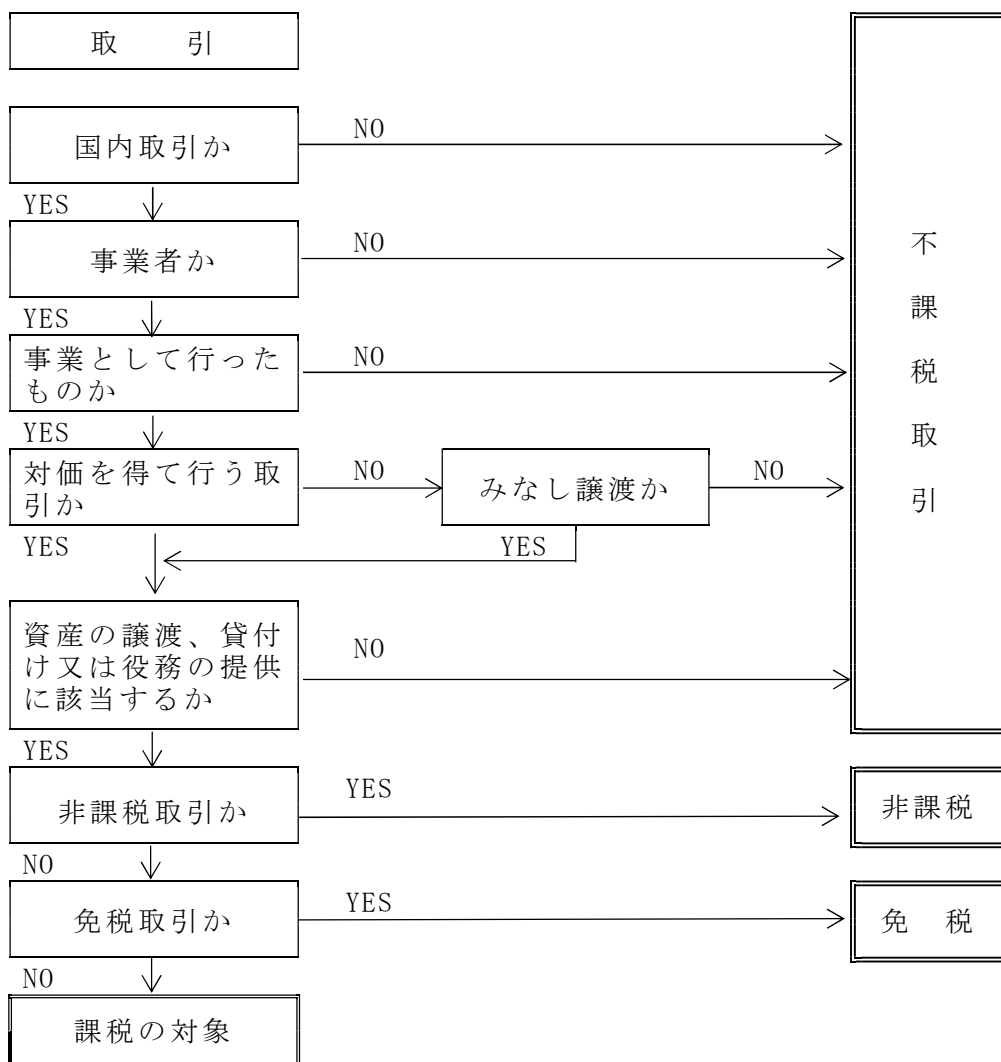 取　　引
国内取引か
NO
YES
事業者か
NO
YES
事業として行った
ものか
NO
YES
対価を得て行う取
引か
NO
みなし譲渡か
NO
YES
YES
資産の譲渡、貸付
け又は役務の提供
に該当するか
NO
不課税取引
YES
非課税取引か
YES
非課税
NO
免税取引か
YES
免　税
NO
課税の対象